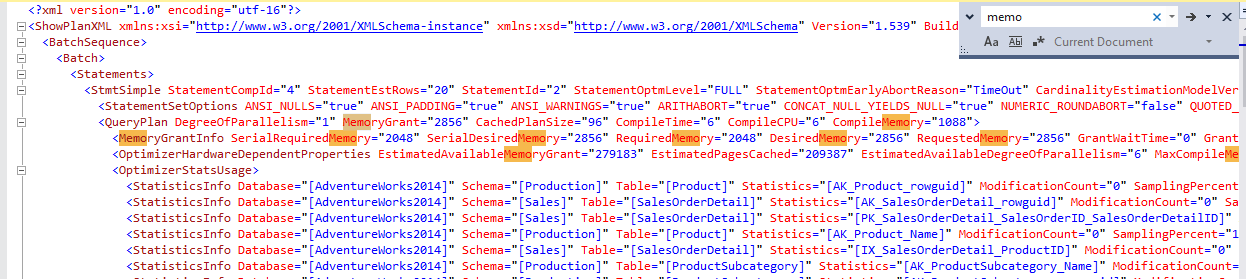 <?xml version="1.0" encoding="utf-16"?>
<ShowPlanXML xmlns:xsi="http://www.w3.org/2001/XMLSchema-instance" xmlns:xsd="http://www.w3.org/2001/XMLSchema" Version="1.539" Build
memo
Aa Ab .* Current Document
<BatchSequence>
<Batch>
<Statements>
<StmtSimple StatementCompId="4" StatementEstRows="20" StatementId="2" StatementOptmLevel="FULL" StatementOptmEarlyAbortReason="TimeOut" CardinalityEstimationModelVer
<StatementSetOptions ANSI_NULLS="true" ANSI_PADDING="true" ANSI_WARNINGS="true" ARITHABORT="true" CONCAT_NULL_YIELDS_NULL="true" NUMERIC_ROUNDABORT="false" QUOTED_
<QueryPlan DegreeOfParallelism="1" MemoryGrant="2856" CachedPlanSize="96" CompileTime="6" CompileCPU="6" CompileMemory="1088">
<MemoryGrantInfo SerialRequiredMemory="2048" SerialDesiredMemory="2856" RequiredMemory="2048" DesiredMemory="2856" RequestedMemory="2856" GrantWaitTime="0" Grant
<OptimizerHardwareDependentProperties EstimatedAvailableMemoryGrant="279183" EstimatedPagesCached="209387" EstimatedAvailableDegreeOfParallelism="6" MaxCompileMe
<OptimizerStatsUsage>
<StatisticsInfo Database="[AdventureWorks2014]" Schema="[Production]" Table="[Product]" Statistics="[AK_Product_rowguid]" ModificationCount="0" SamplingPercent
<StatisticsInfo Database="[AdventureWorks2014]" Schema="[Sales]" Table="[SalesOrderDetail]" Statistics="[AK_SalesOrderDetail_rowguid]" ModificationCount="0" Sa
<StatisticsInfo Database="[AdventureWorks2014]" Schema="[Sales]" Table="[SalesOrderDetail]" Statistics="[PK_SalesOrderDetail_SalesOrderID_SalesOrderDetailID]"
<StatisticsInfo Database="[AdventureWorks2014]" Schema="[Production]" Table="[Product]" Statistics="[AK_Product_Name]" ModificationCount="0" SamplingPercent="1
<StatisticsInfo Database="[AdventureWorks2014]" Schema="[Sales]" Table="[SalesOrderDetail]" Statistics="[IX_SalesOrderDetail_ProductID]" ModificationCount="0"
<StatisticsInfo Database="[AdventureWorks2014]" Schema="[Production]" Table="[ProductSubcategory]" Statistics="[AK_ProductSubcategory_Name]" ModificationCount=